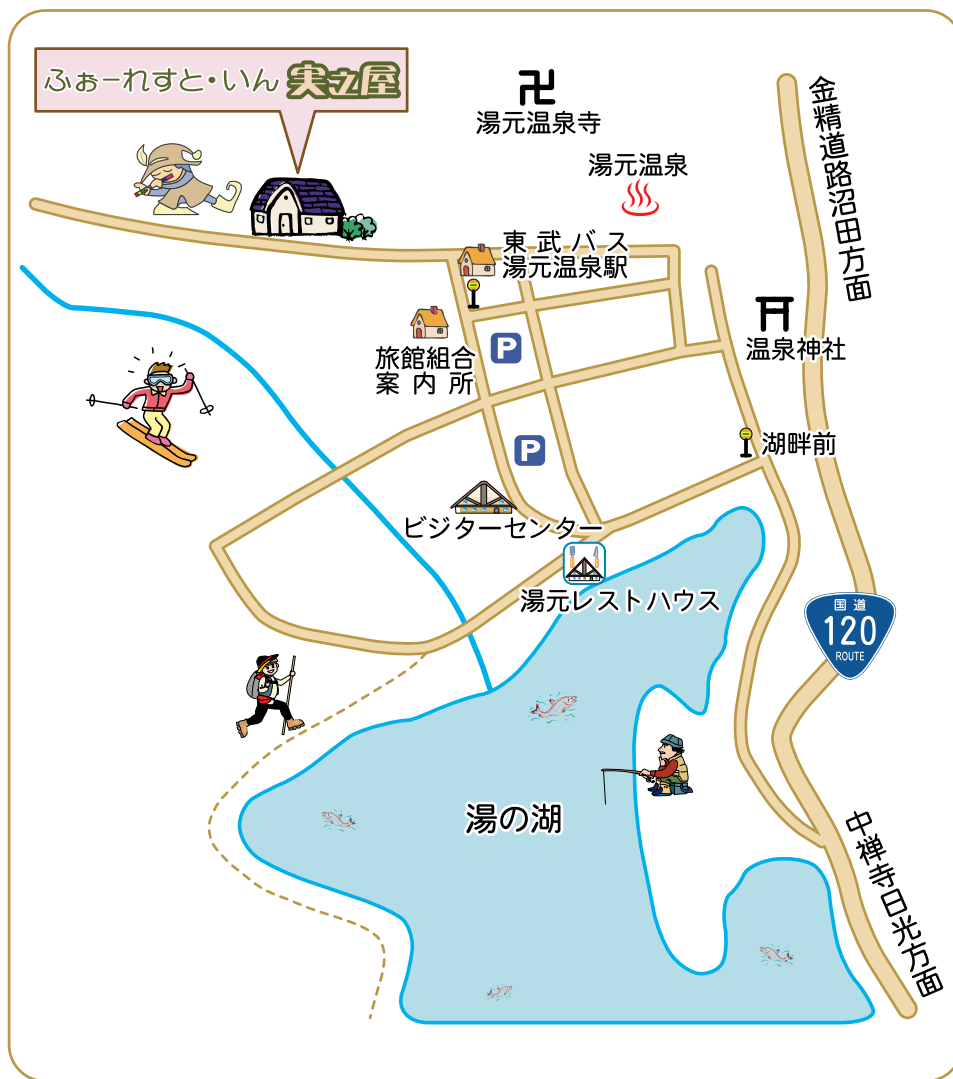 ふぁーれすと・いん 実之屋
卍
湯元温泉寺
湯元温泉
金精道路沼田方面
東武バス
湯元温泉駅
P
旅館組合
案内所
温泉神社
湖畔前
P
ビジターセンター
湯元レストハウス
国道
120
ROUTE
湯の湖
中禅寺日光方面